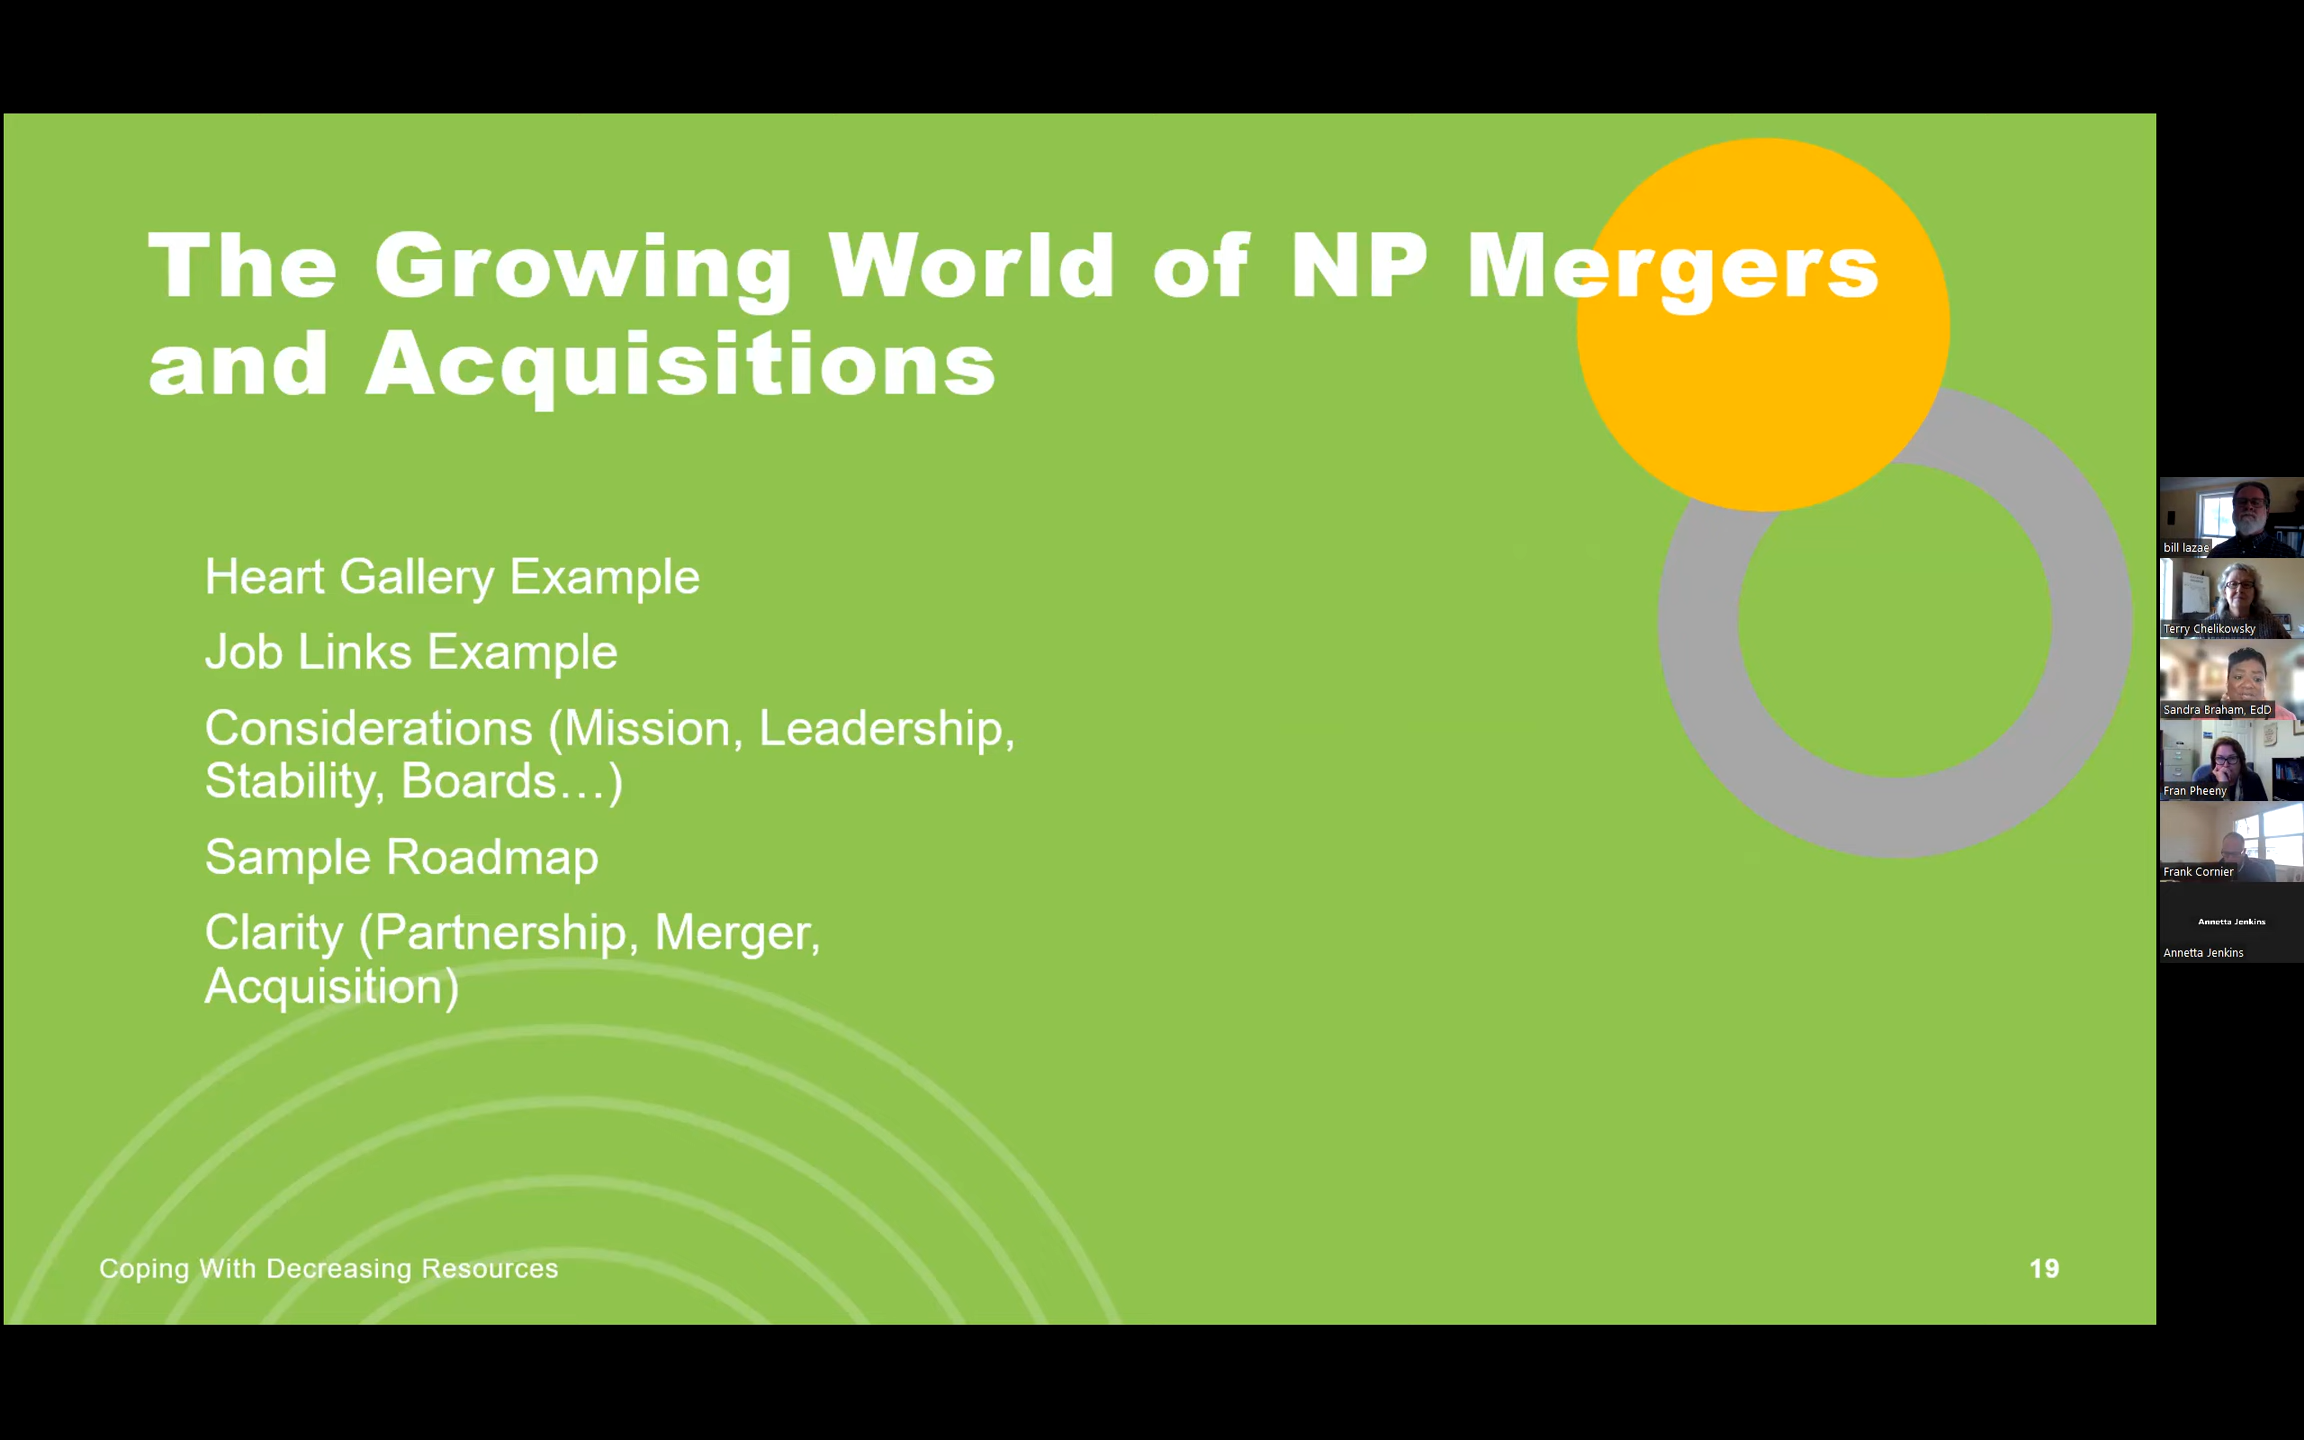 The Growing World of NP Mergers
and Acquisitions
Heart Gallery Example
Job Links Example
Considerations (Mission, Leadership,
Stability, Boards…)
Sample Roadmap
Clarity (Partnership, Merger,
Acquisition)
Coping With Decreasing Resources
19
bill lazae
Terry Chelikowsky
Sandra Braham, EdD
Fran Pheeny
Frank Cornier
Annetta Jenkins
Annetta Jenkins